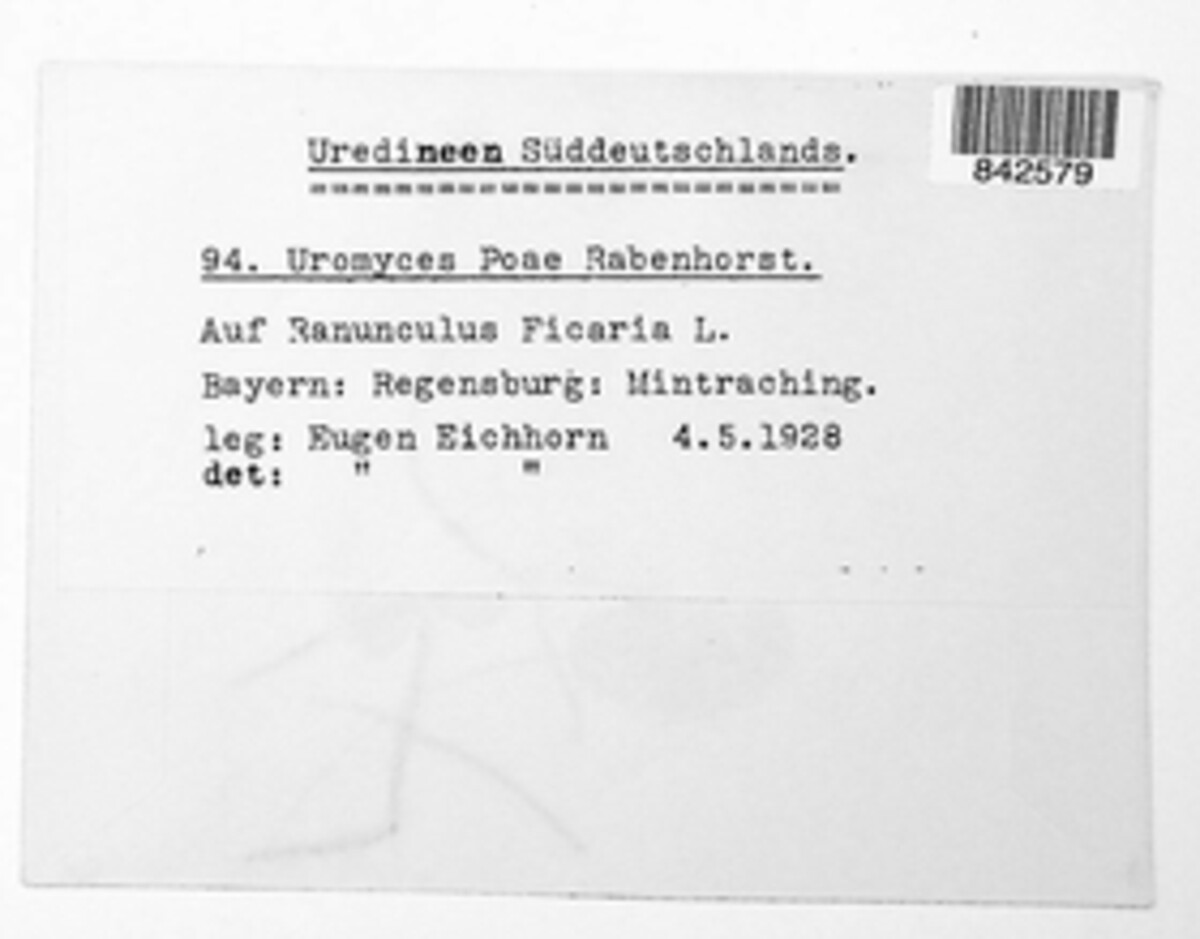 842579
Uredineen Süddeutschlands.
94. Uromyces Poae Rabenhorst.
Auf Ranunculus Ficaria L.
Bayern: Regensburg: Mintraching.
leg: Eugen Eichhorn 4.5.1928
det: " "